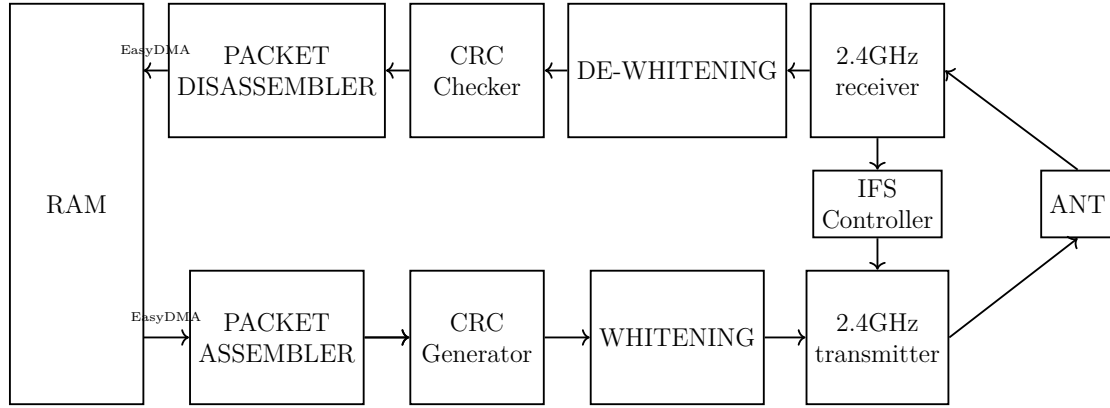 EasyDMA
PACKET
DISASSEMBLER
CRC
Checker
DE-WHITENING
2.4GHz
receiver
RAM
IFS
Controller
ANT
EasyDMA
PACKET
ASSEMBLER
CRC
Generator
WHITENING
2.4GHz
transmitter